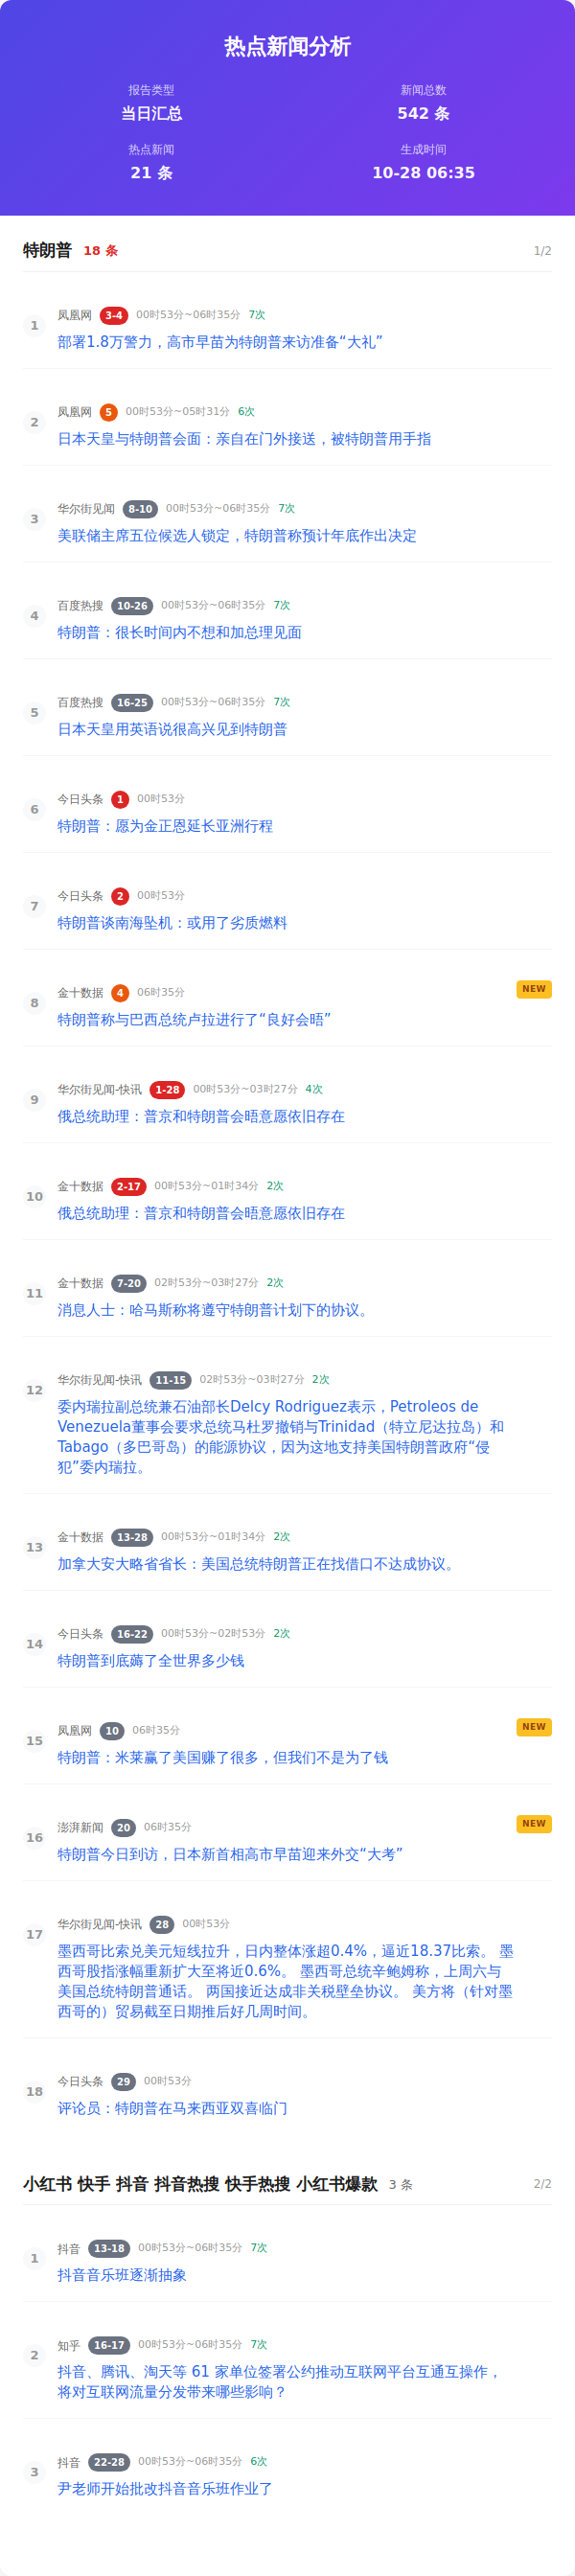 热点新闻分析
报告类型
当日汇总
新闻总数
542 条
热点新闻
21 条
生成时间
10-28 06:35
特朗普 18 条 1/2
1
凤凰网 3-4 00时53分~06时35分 7次
部署1.8万警力，高市早苗为特朗普来访准备“大礼”
2
凤凰网 5 00时53分~05时31分 6次
日本天皇与特朗普会面：亲自在门外接送，被特朗普用手指
3
华尔街见闻 8-10 00时53分~06时35分 7次
美联储主席五位候选人锁定，特朗普称预计年底作出决定
4
百度热搜 10-26 00时53分~06时35分 7次
特朗普：很长时间内不想和加总理见面
5
百度热搜 16-25 00时53分~06时35分 7次
日本天皇用英语说很高兴见到特朗普
6
今日头条 1 00时53分
特朗普：愿为金正恩延长亚洲行程
7
今日头条 2 00时53分
特朗普谈南海坠机：或用了劣质燃料
8
金十数据 4 06时35分 NEW
特朗普称与巴西总统卢拉进行了“良好会晤”
9
华尔街见闻-快讯 1-28 00时53分~03时27分 4次
俄总统助理：普京和特朗普会晤意愿依旧存在
10
金十数据 2-17 00时53分~01时34分 2次
俄总统助理：普京和特朗普会晤意愿依旧存在
11
金十数据 7-20 02时53分~03时27分 2次
消息人士：哈马斯称将遵守特朗普计划下的协议。
12
华尔街见闻-快讯 11-15 02时53分~03时27分 2次
委内瑞拉副总统兼石油部长Delcy Rodriguez表示，Petroleos de
Venezuela董事会要求总统马杜罗撤销与Trinidad（特立尼达拉岛）和
Tabago（多巴哥岛）的能源协议，因为这地支持美国特朗普政府“侵
犯”委内瑞拉。
13
金十数据 13-28 00时53分~01时34分 2次
加拿大安大略省省长：美国总统特朗普正在找借口不达成协议。
14
今日头条 16-22 00时53分~02时53分 2次
特朗普到底薅了全世界多少钱
15
凤凰网 10 06时35分 NEW
特朗普：米莱赢了美国赚了很多，但我们不是为了钱
16
澎湃新闻 20 06时35分 NEW
特朗普今日到访，日本新首相高市早苗迎来外交“大考”
17
华尔街见闻-快讯 28 00时53分
墨西哥比索兑美元短线拉升，日内整体涨超0.4%，逼近18.37比索。 墨
西哥股指涨幅重新扩大至将近0.6%。 墨西哥总统辛鲍姆称，上周六与
美国总统特朗普通话。 两国接近达成非关税壁垒协议。 美方将（针对墨
西哥的）贸易截至日期推后好几周时间。
18
今日头条 29 00时53分
评论员：特朗普在马来西亚双喜临门
小红书 快手 抖音 抖音热搜 快手热搜 小红书爆款 3 条 2/2
1
抖音 13-18 00时53分~06时35分 7次
抖音音乐班逐渐抽象
2
知乎 16-17 00时53分~06时35分 7次
抖音、腾讯、淘天等 61 家单位签署公约推动互联网平台互通互操作，
将对互联网流量分发带来哪些影响？
3
抖音 22-28 00时53分~06时35分 6次
尹老师开始批改抖音音乐班作业了